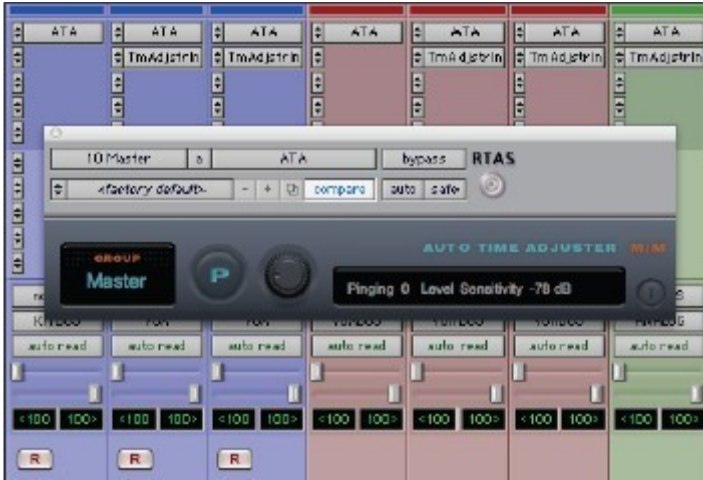 ATA ATA ATA ATA ATA ATA ATA
TmAdjstrIn TmAdjstrIn TmAdjstrIn TmAdjstrIn TmAdjstrIn
10 Master a ATA bypass RTAS
<factory default> - + compare auto safe
AUTO TIME ADJUSTER
GROUP
Master
P
Pinging 0 Level Sensitivity -78 dB
auto read auto read auto read auto read auto read auto read auto read
<100 100> <100 100> <100 100> <100 100> <100 100> <100 100> <100 100>
R R R